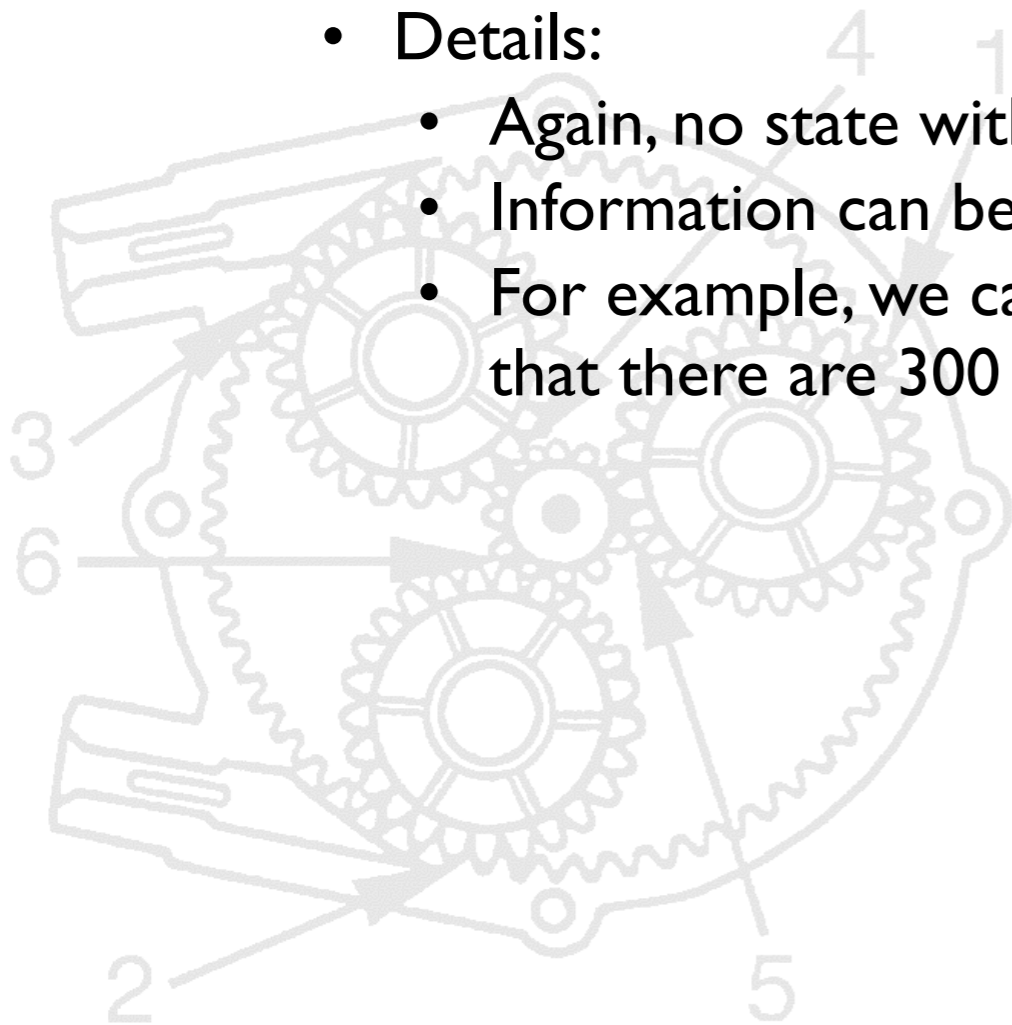 • Details:
4
1
• Again, no state with
• Information can be
• For example, we ca
that there are 300
3
6
2
5